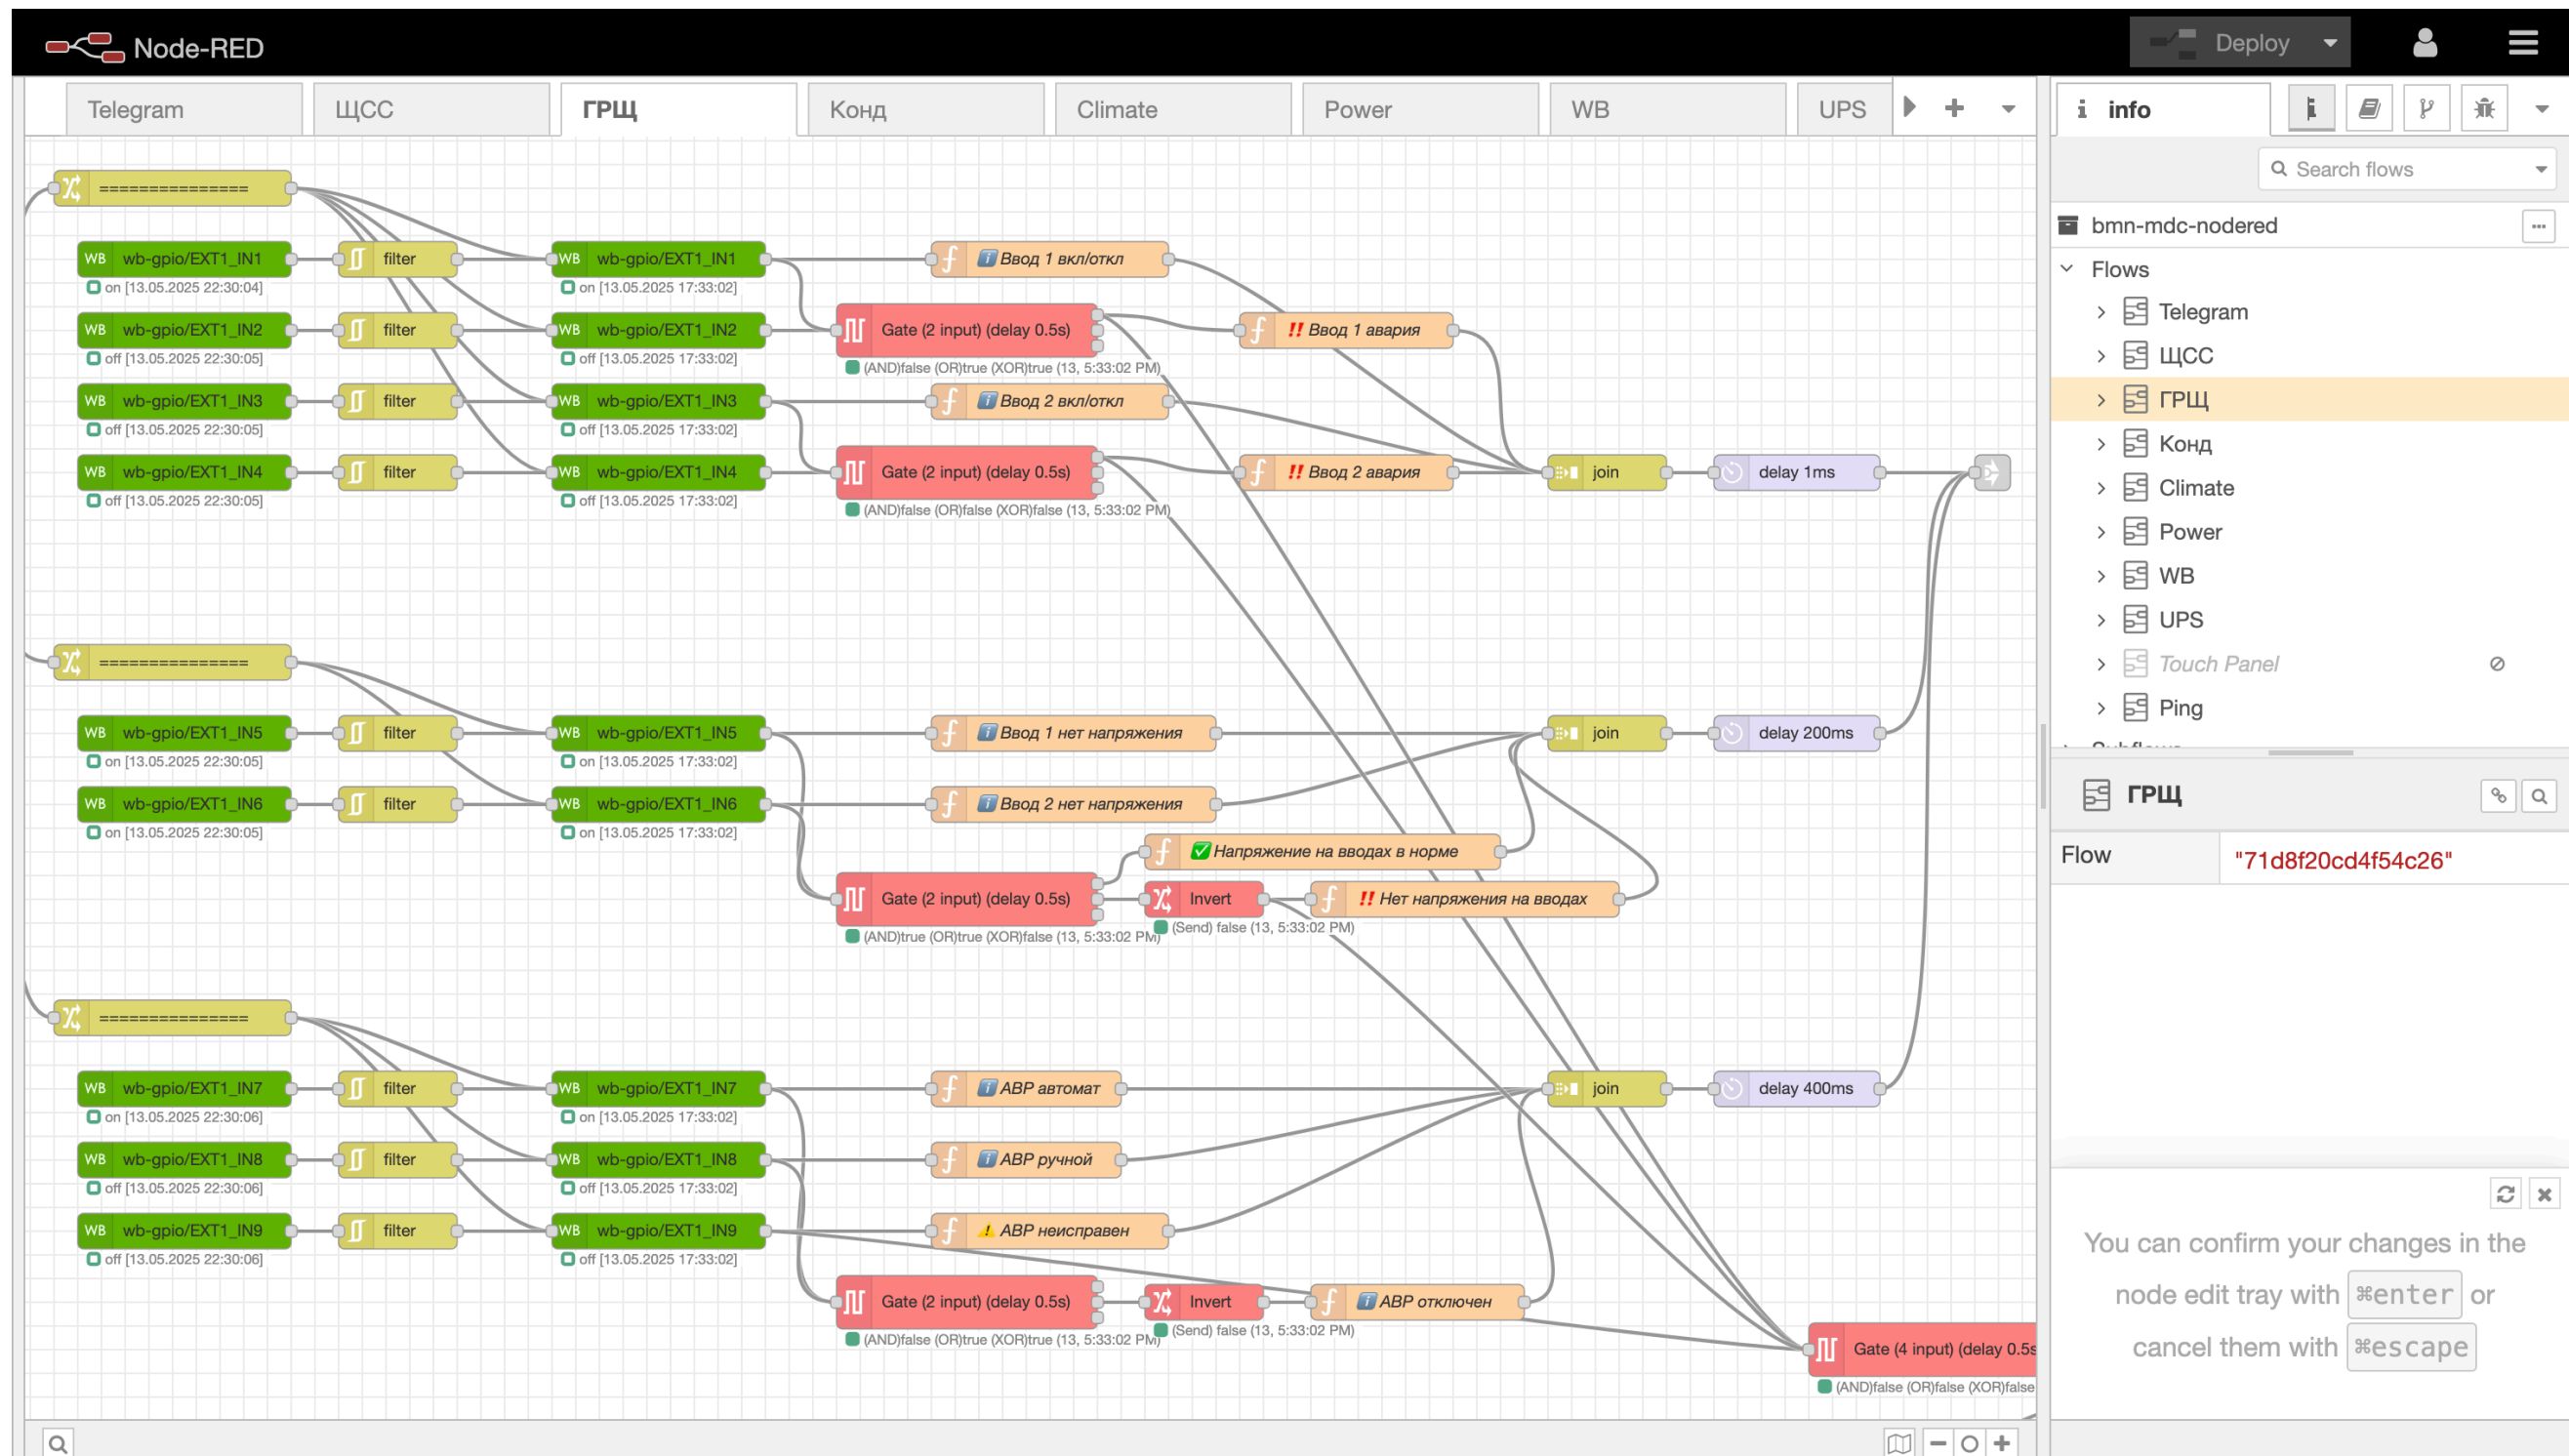 Node-RED
Deploy
Telegram
ЩСС
ГРЩ
Конд
Climate
Power
WB
UPS
info
Search flows
===============
WB wb-gpio/EXT1_IN1
filter
WB wb-gpio/EXT1_IN1
Ввод 1 вкл/откл
on [13.05.2025 22:30:04]
on [13.05.2025 17:33:02]
WB wb-gpio/EXT1_IN2
filter
WB wb-gpio/EXT1_IN2
Gate (2 input) (delay 0.5s)
!! Ввод 1 авария
off [13.05.2025 22:30:05]
off [13.05.2025 17:33:02]
(AND)false (OR)true (XOR)true (13, 5:33:02 PM)
WB wb-gpio/EXT1_IN3
filter
WB wb-gpio/EXT1_IN3
Ввод 2 вкл/откл
off [13.05.2025 22:30:05]
off [13.05.2025 17:33:02]
WB wb-gpio/EXT1_IN4
filter
WB wb-gpio/EXT1_IN4
Gate (2 input) (delay 0.5s)
!! Ввод 2 авария
join
delay 1ms
off [13.05.2025 22:30:05]
off [13.05.2025 17:33:02]
(AND)false (OR)false (XOR)false (13, 5:33:02 PM)
===============
WB wb-gpio/EXT1_IN5
filter
WB wb-gpio/EXT1_IN5
Ввод 1 нет напряжения
join
delay 200ms
on [13.05.2025 22:30:05]
on [13.05.2025 17:33:02]
WB wb-gpio/EXT1_IN6
filter
WB wb-gpio/EXT1_IN6
Ввод 2 нет напряжения
on [13.05.2025 22:30:05]
on [13.05.2025 17:33:02]
Напряжение на вводах в норме
Gate (2 input) (delay 0.5s)
Invert
!! Нет напряжения на вводах
(AND)true (OR)true (XOR)false (13, 5:33:02 PM)
(Send) false (13, 5:33:02 PM)
===============
WB wb-gpio/EXT1_IN7
filter
WB wb-gpio/EXT1_IN7
АВР автомат
join
delay 400ms
on [13.05.2025 22:30:06]
on [13.05.2025 17:33:02]
WB wb-gpio/EXT1_IN8
filter
WB wb-gpio/EXT1_IN8
АВР ручной
off [13.05.2025 22:30:06]
off [13.05.2025 17:33:02]
WB wb-gpio/EXT1_IN9
filter
WB wb-gpio/EXT1_IN9
АВР неисправен
off [13.05.2025 22:30:06]
off [13.05.2025 17:33:02]
Gate (2 input) (delay 0.5s)
Invert
АВР отключен
(AND)false (OR)true (XOR)true (13, 5:33:02 PM)
(Send) false (13, 5:33:02 PM)
Gate (4 input) (delay 0.5s
(AND)false (OR)false (XOR)false
bmn-mdc-nodered
Flows
Telegram
ЩСС
ГРЩ
Конд
Climate
Power
WB
UPS
Touch Panel
Ping
ГРЩ
Flow
"71d8f20cd4f54c26"
You can confirm your changes in the
node edit tray with ⌘enter or
cancel them with ⌘escape